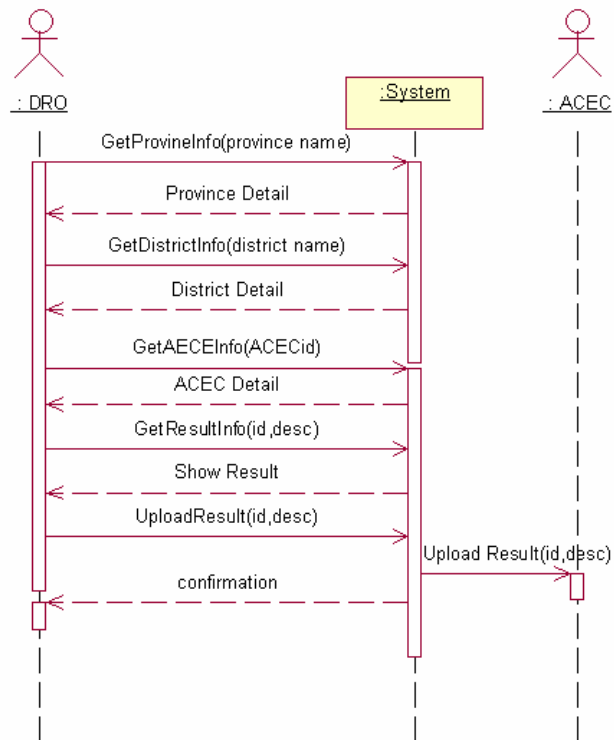 : DRO
:System
: ACEC
GetProvineInfo(province name)
Province Detail
GetDistrictInfo(district name)
District Detail
GetAECEInfo(ACECid)
ACEC Detail
GetResultInfo(id,desc)
Show Result
UploadResult(id,desc)
Upload Result(id,desc)
confirmation